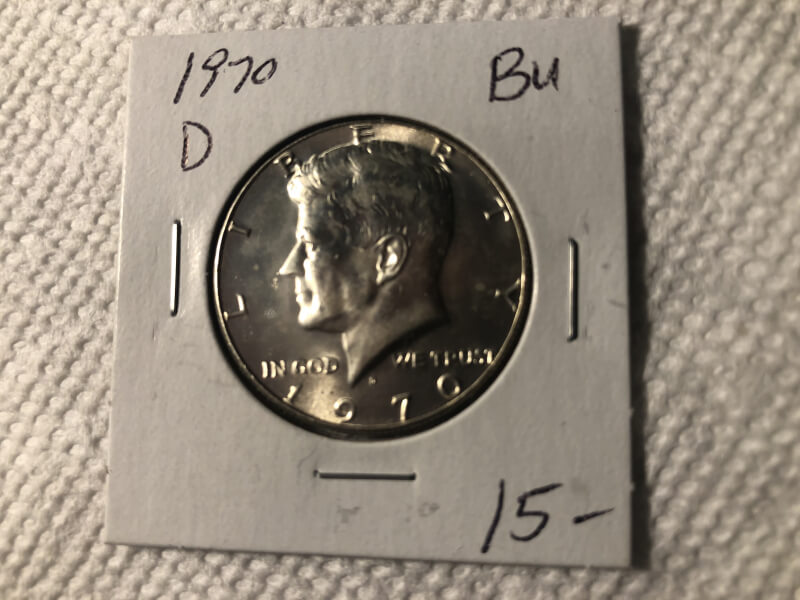 1970 BU
D
LIBERTY
IN GOD WE TRUST
D
1970
15-